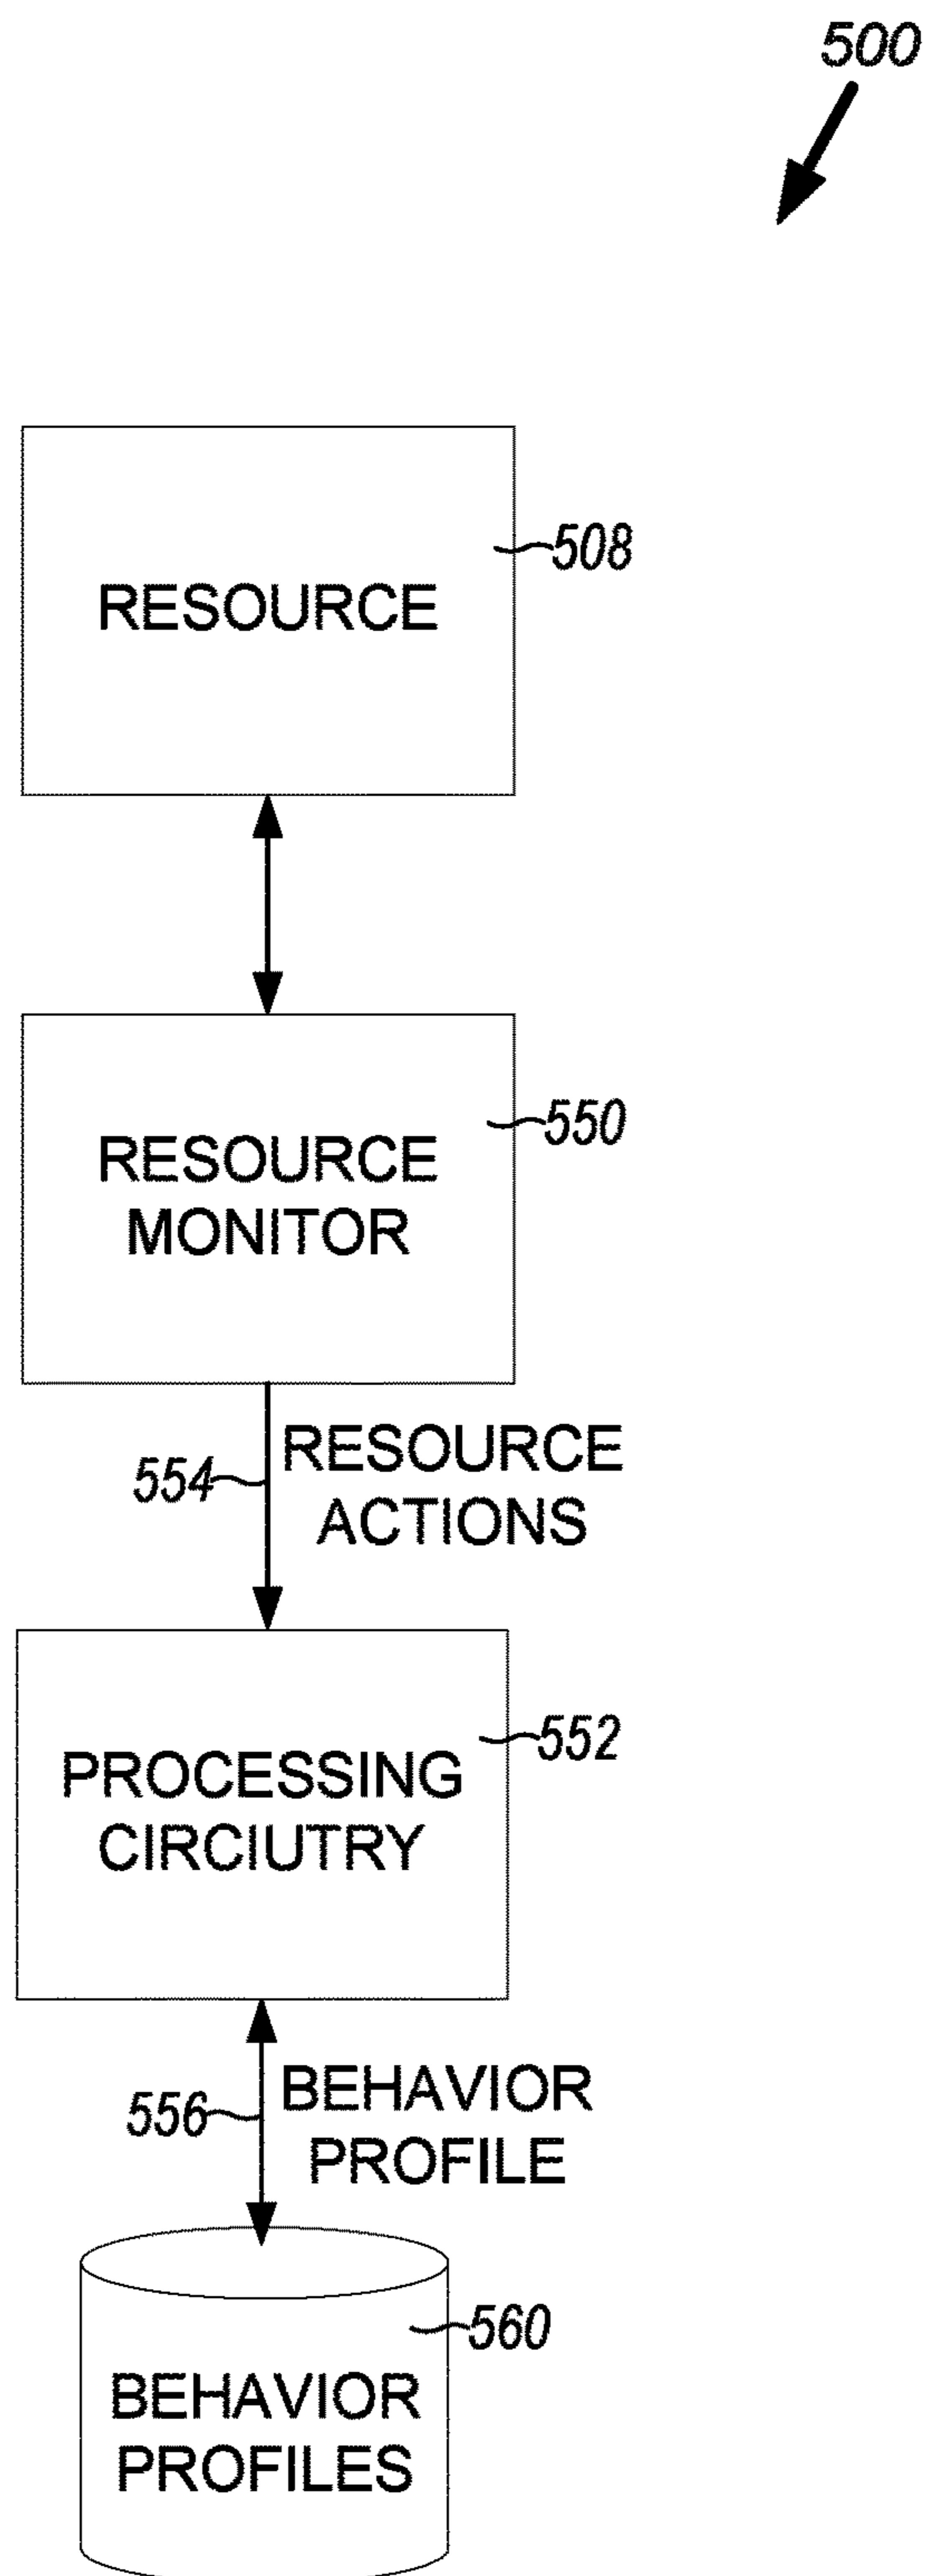 500
RESOURCE
508
RESOURCE
MONITOR
550
554
RESOURCE
ACTIONS
PROCESSING
CIRCIUTRY
552
556
BEHAVIOR
PROFILE
560
BEHAVIOR
PROFILES